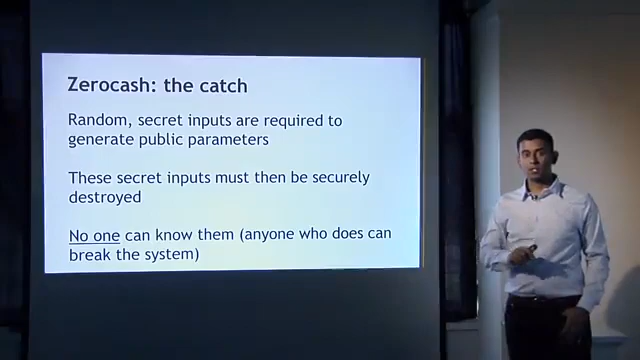 Zerocash: the catch
Random, secret inputs are required to
generate public parameters
These secret inputs must then be securely
destroyed
No one can know them (anyone who does can
break the system)